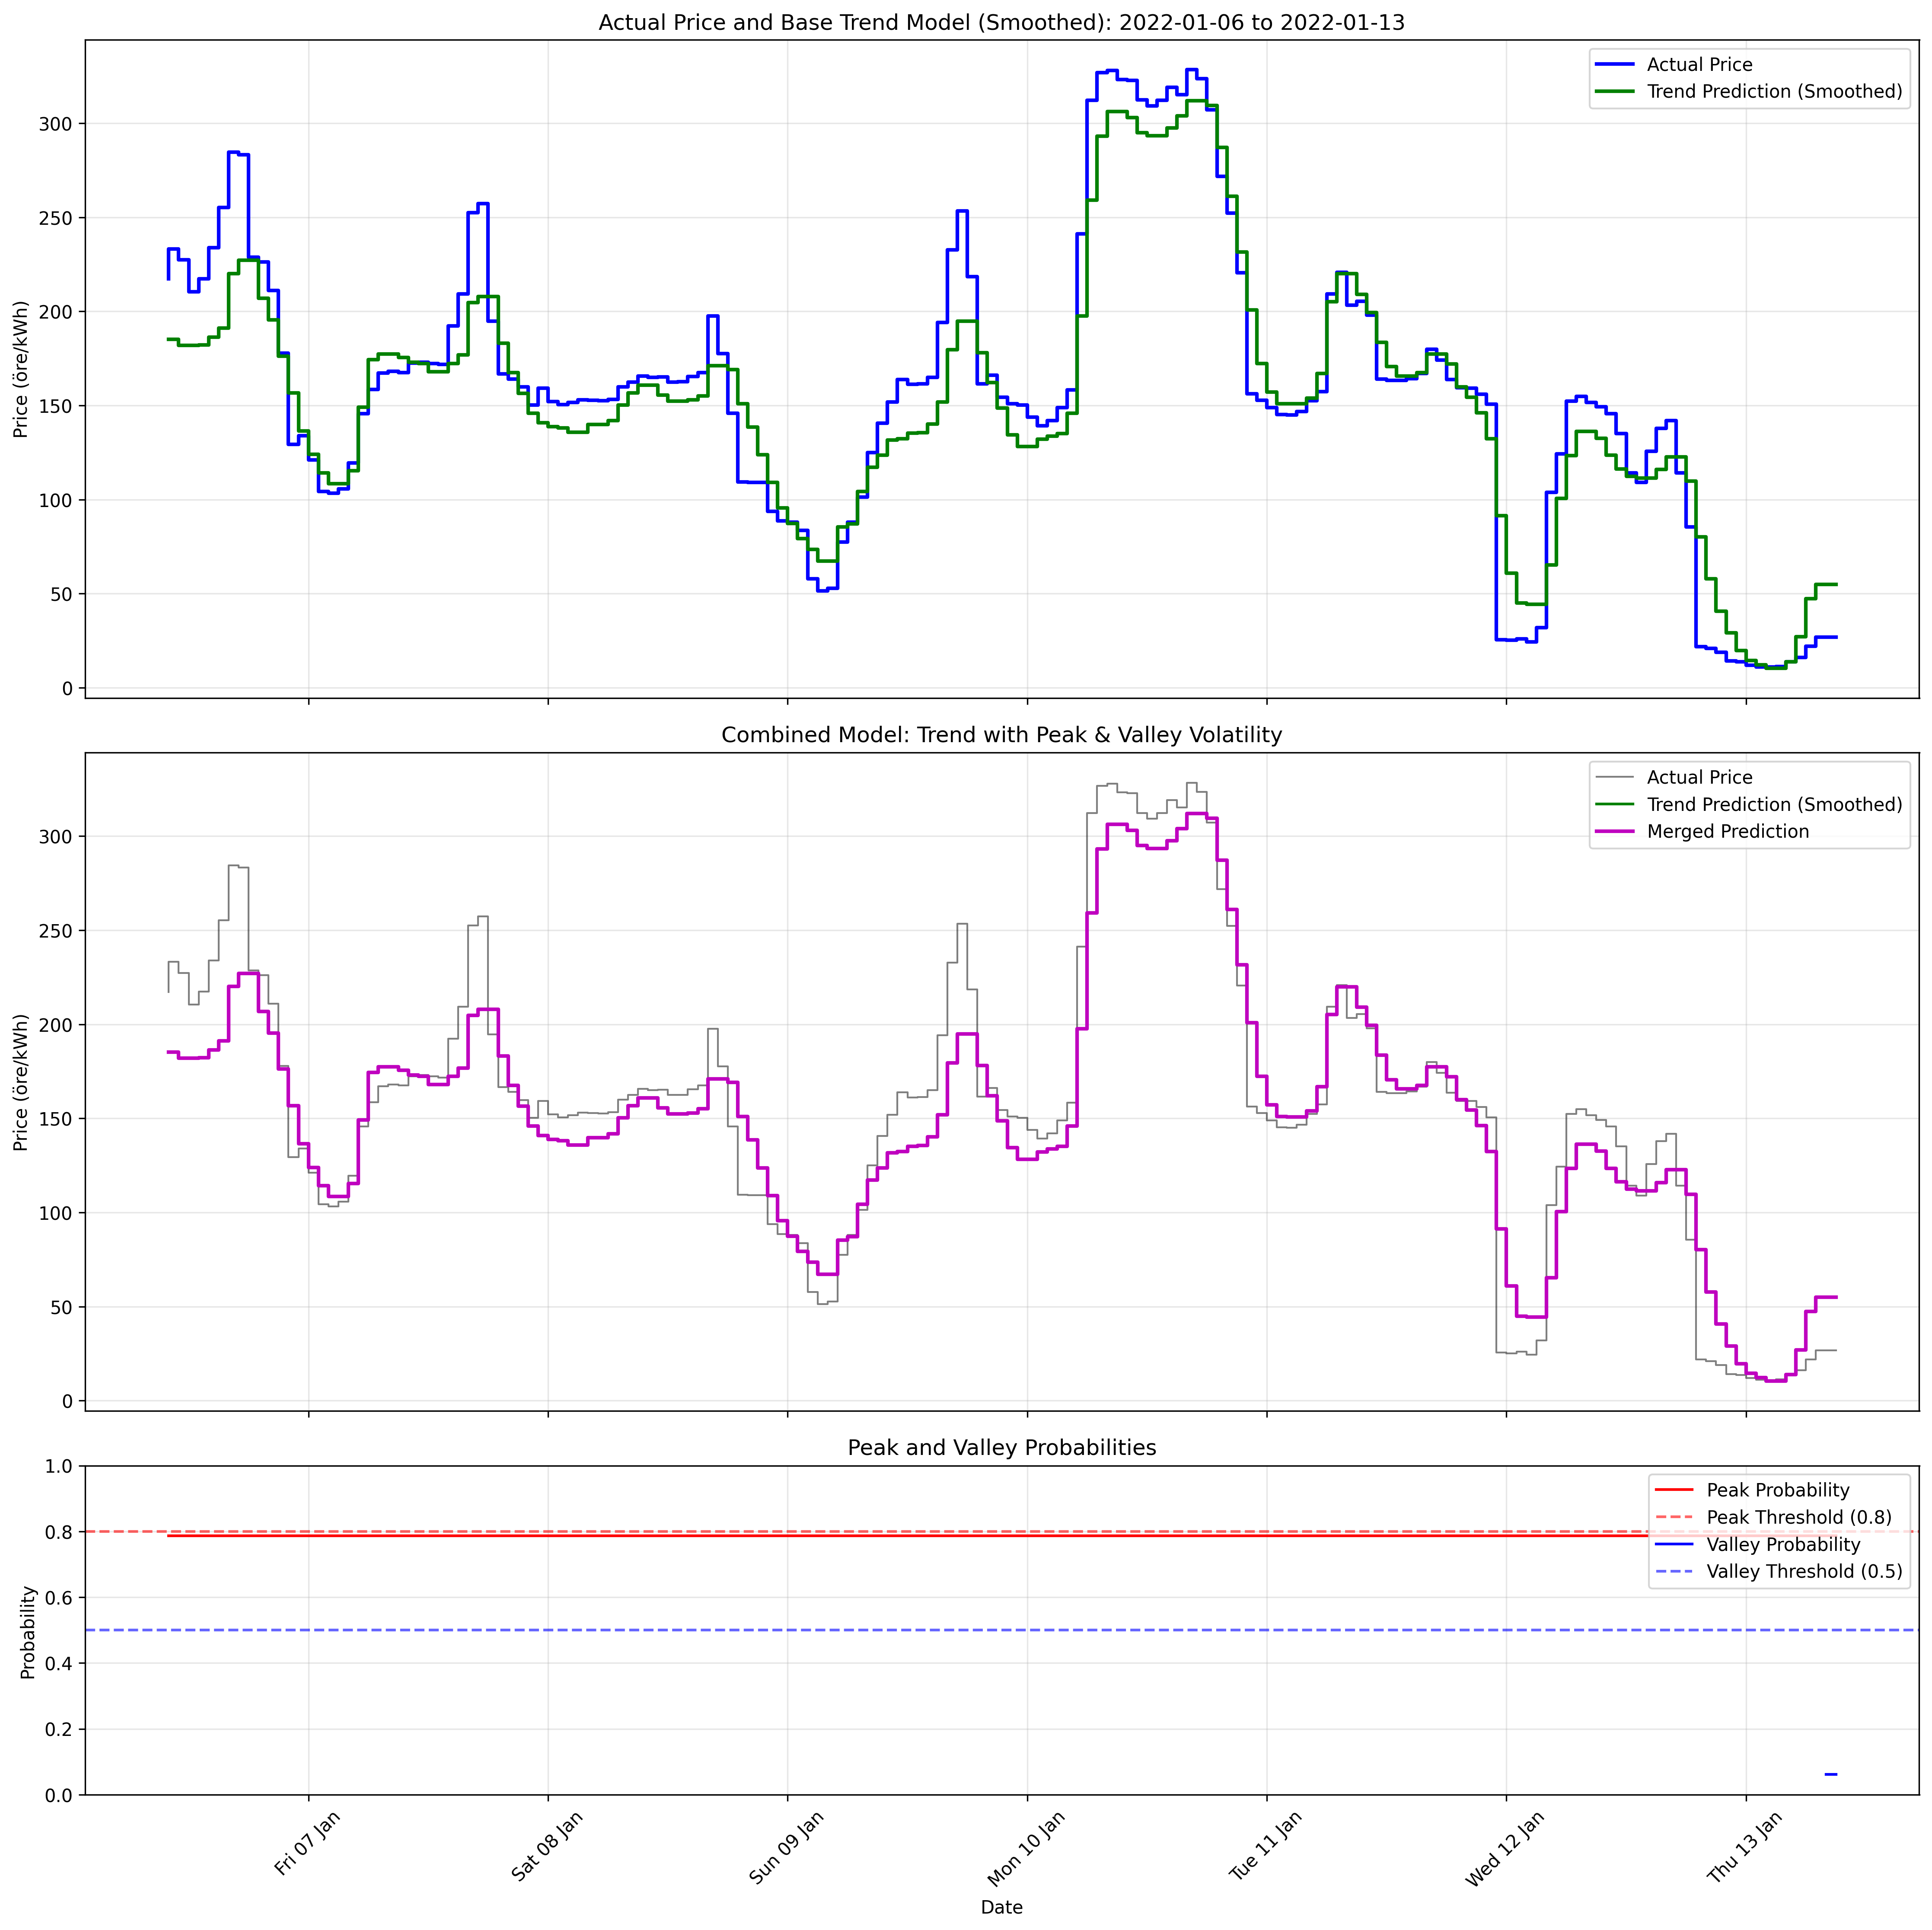 Actual Price and Base Trend Model (Smoothed): 2022-01-06 to 2022-01-13
Actual Price
Trend Prediction (Smoothed)
Price (öre/kWh)
300
250
200
150
100
50
0
Combined Model: Trend with Peak & Valley Volatility
Actual Price
Trend Prediction (Smoothed)
Merged Prediction
Price (öre/kWh)
300
250
200
150
100
50
0
Peak and Valley Probabilities
Peak Probability
Peak Threshold (0.8)
Valley Probability
Valley Threshold (0.5)
Probability
1.0
0.8
0.6
0.4
0.2
0.0
Fri 07 Jan
Sat 08 Jan
Sun 09 Jan
Mon 10 Jan
Tue 11 Jan
Wed 12 Jan
Thu 13 Jan
Date